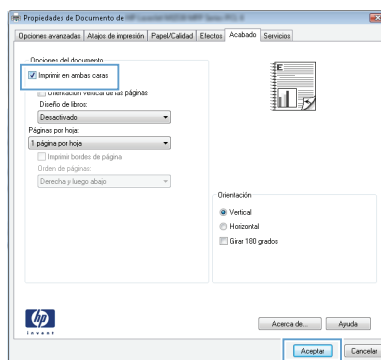 Propiedades de Documento de
Opciones avanzadas Atajos de impresión Papel/Calidad Efectos Acabado Servicios
Opciones del documento
Imprimir en ambas caras
Orientación vertical de las páginas
Diseño de libros:
Desactivado
Páginas por hoja:
1 página por hoja
Imprimir bordes de página
Orden de páginas:
Derecha y luego abajo
Orientación
Vertical
Horizontal
Girar 180 grados
hp
invent
Acerca de... Ayuda
Aceptar Cancelar